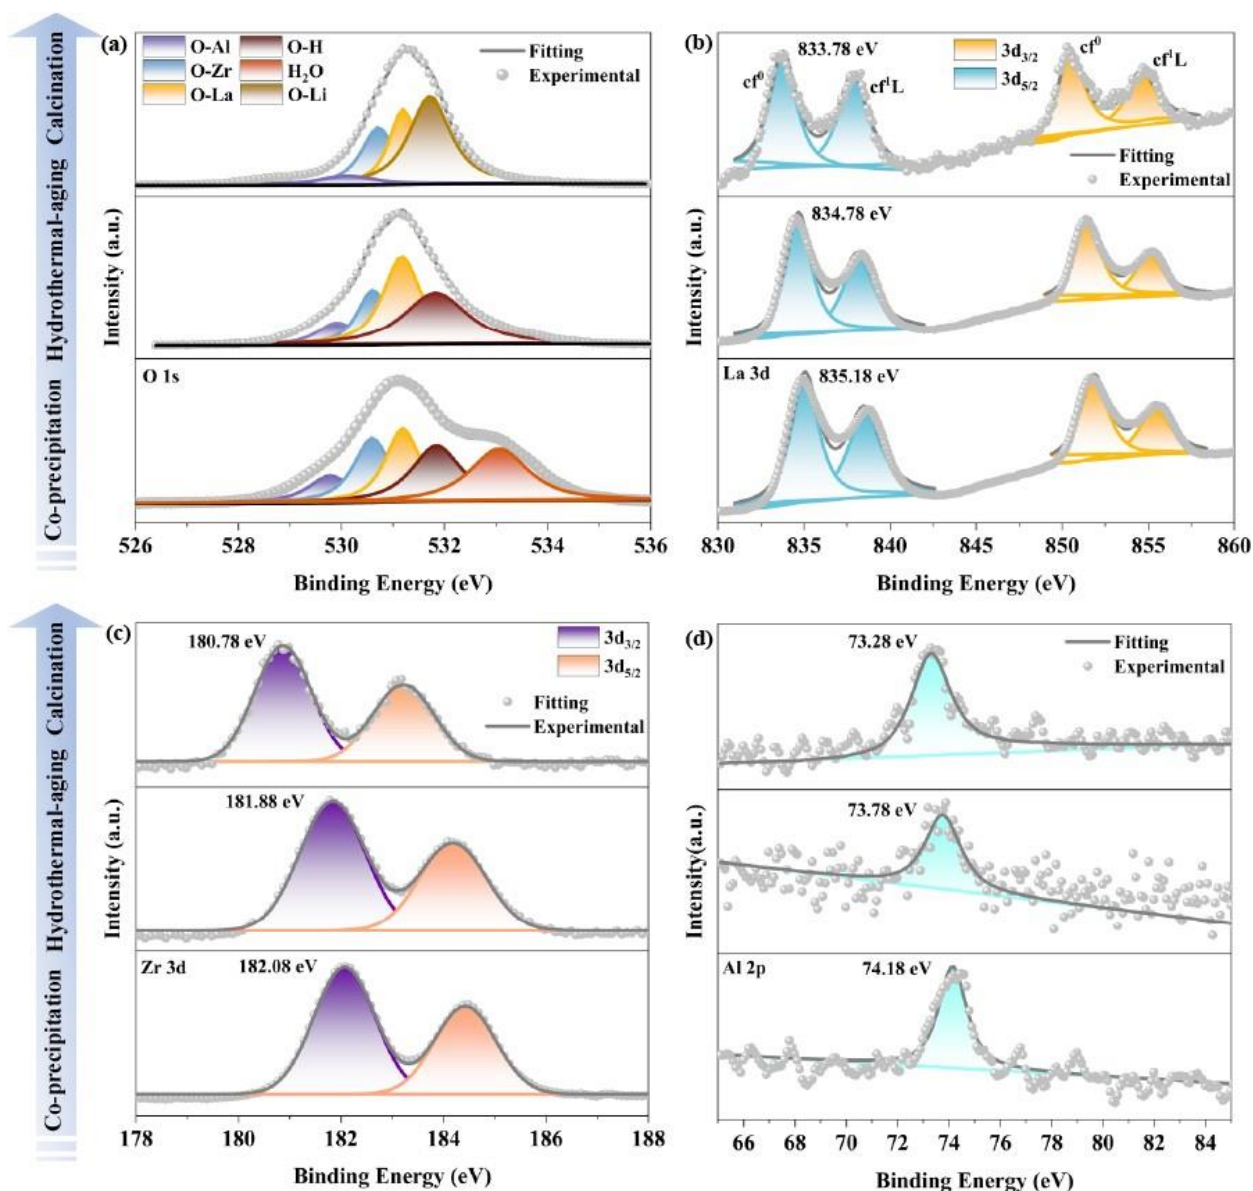 Co-precipitation Hydrothermal-aging Calcination
(a)
O-Al
O-Zr
O-La
O-H
H₂O
O-Li
Fitting
Experimental
O 1s
Intensity (a.u.)
526 528 530 532 534 536
Binding Energy (eV)
(b)
833.78 eV
cf⁰
cf¹L
cf⁰
cf¹L
3d₃/₂
3d₅/₂
Fitting
Experimental
834.78 eV
La 3d
835.18 eV
Intensity (a.u.)
830 835 840 845 850 855 860
Binding Energy (eV)
Co-precipitation Hydrothermal-aging Calcination
(c)
180.78 eV
3d₃/₂
3d₅/₂
Fitting
Experimental
181.88 eV
Zr 3d
182.08 eV
Intensity (a.u.)
178 180 182 184 186 188
Binding Energy (eV)
(d)
73.28 eV
Fitting
Experimental
73.78 eV
Al 2p
74.18 eV
Intensity(a.u.)
66 68 70 72 74 76 78 80 82 84
Binding Energy (eV)